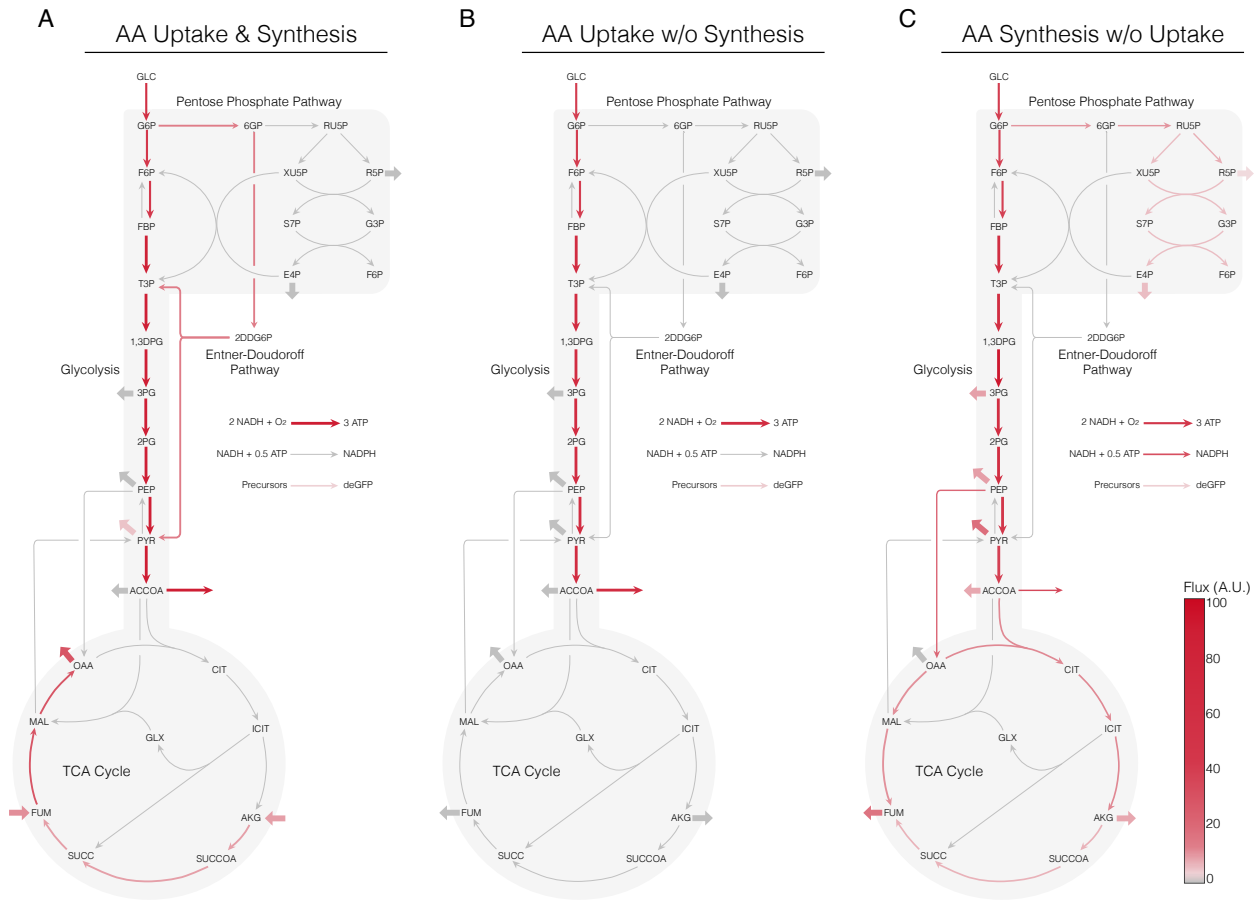 A
AA Uptake & Synthesis
GLC
Pentose Phosphate Pathway
G6P
6GP
RU5P
F6P
XU5P
R5P
FBP
S7P
G3P
T3P
E4P
F6P
1,3DPG
2DDG6P
Entner-Doudoroff
Pathway
Glycolysis
3PG
2 NADH + O2
3 ATP
2PG
NADH + 0.5 ATP
NADPH
PEP
Precursors
deGFP
PYR
ACCOA
OAA
CIT
MAL
GLX
ICIT
TCA Cycle
FUM
AKG
SUCC
SUCCOA
B
AA Uptake w/o Synthesis
GLC
Pentose Phosphate Pathway
G6P
6GP
RU5P
F6P
XU5P
R5P
FBP
S7P
G3P
T3P
E4P
F6P
1,3DPG
2DDG6P
Entner-Doudoroff
Pathway
Glycolysis
3PG
2 NADH + O2
3 ATP
2PG
NADH + 0.5 ATP
NADPH
PEP
Precursors
deGFP
PYR
ACCOA
OAA
CIT
MAL
GLX
ICIT
TCA Cycle
FUM
AKG
SUCC
SUCCOA
C
AA Synthesis w/o Uptake
GLC
Pentose Phosphate Pathway
G6P
6GP
RU5P
F6P
XU5P
R5P
FBP
S7P
G3P
T3P
E4P
F6P
1,3DPG
2DDG6P
Entner-Doudoroff
Pathway
Glycolysis
3PG
2 NADH + O2
3 ATP
2PG
NADH + 0.5 ATP
NADPH
PEP
Precursors
deGFP
PYR
ACCOA
OAA
CIT
MAL
GLX
ICIT
TCA Cycle
FUM
AKG
SUCC
SUCCOA
Flux (A.U.)
100
80
60
40
20
0